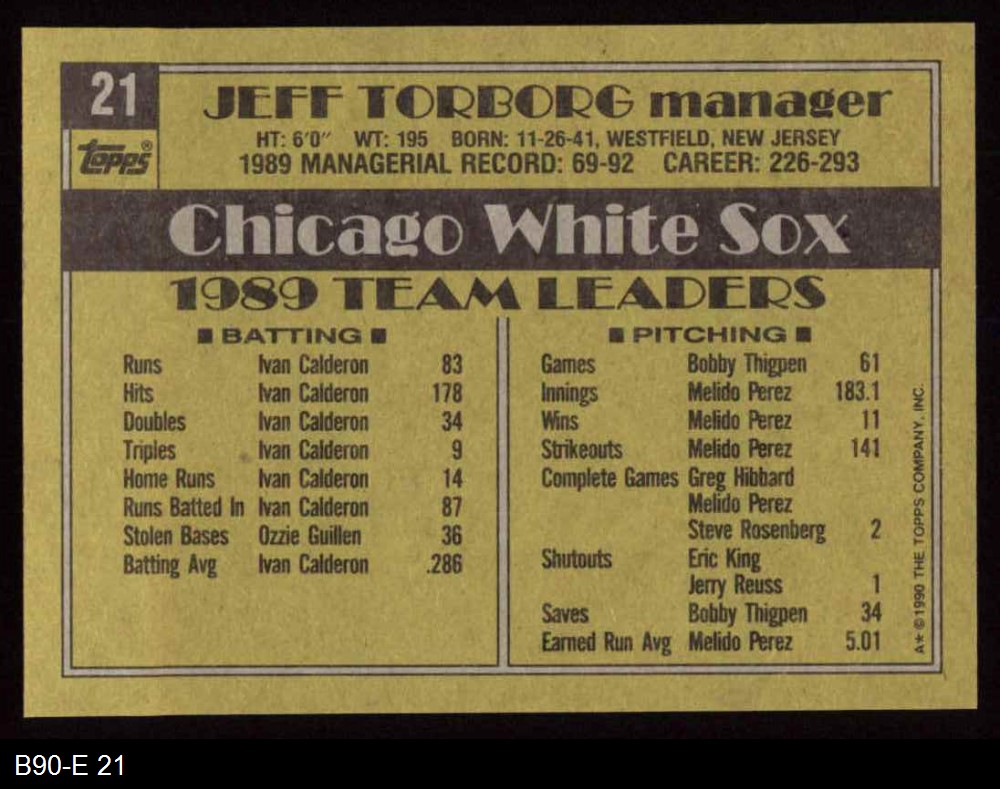 21
topps®
JEFF TORBORG manager
HT: 6'0" WT: 195 BORN: 11-26-41, WESTFIELD, NEW JERSEY
1989 MANAGERIAL RECORD: 69-92 CAREER: 226-293
Chicago White Sox
1989 TEAM LEADERS
■ BATTING ■
Runs Ivan Calderon 83
Hits Ivan Calderon 178
Doubles Ivan Calderon 34
Triples Ivan Calderon 9
Home Runs Ivan Calderon 14
Runs Batted In Ivan Calderon 87
Stolen Bases Ozzie Guillen 36
Batting Avg Ivan Calderon .286
■ PITCHING ■
Games Bobby Thigpen 61
Innings Melido Perez 183.1
Wins Melido Perez 11
Strikeouts Melido Perez 141
Complete Games Greg Hibbard
Melido Perez
Steve Rosenberg 2
Shutouts Eric King
Jerry Reuss 1
Saves Bobby Thigpen 34
Earned Run Avg Melido Perez 5.01
A* © 1990 THE TOPPS COMPANY, INC.
B90-E 21